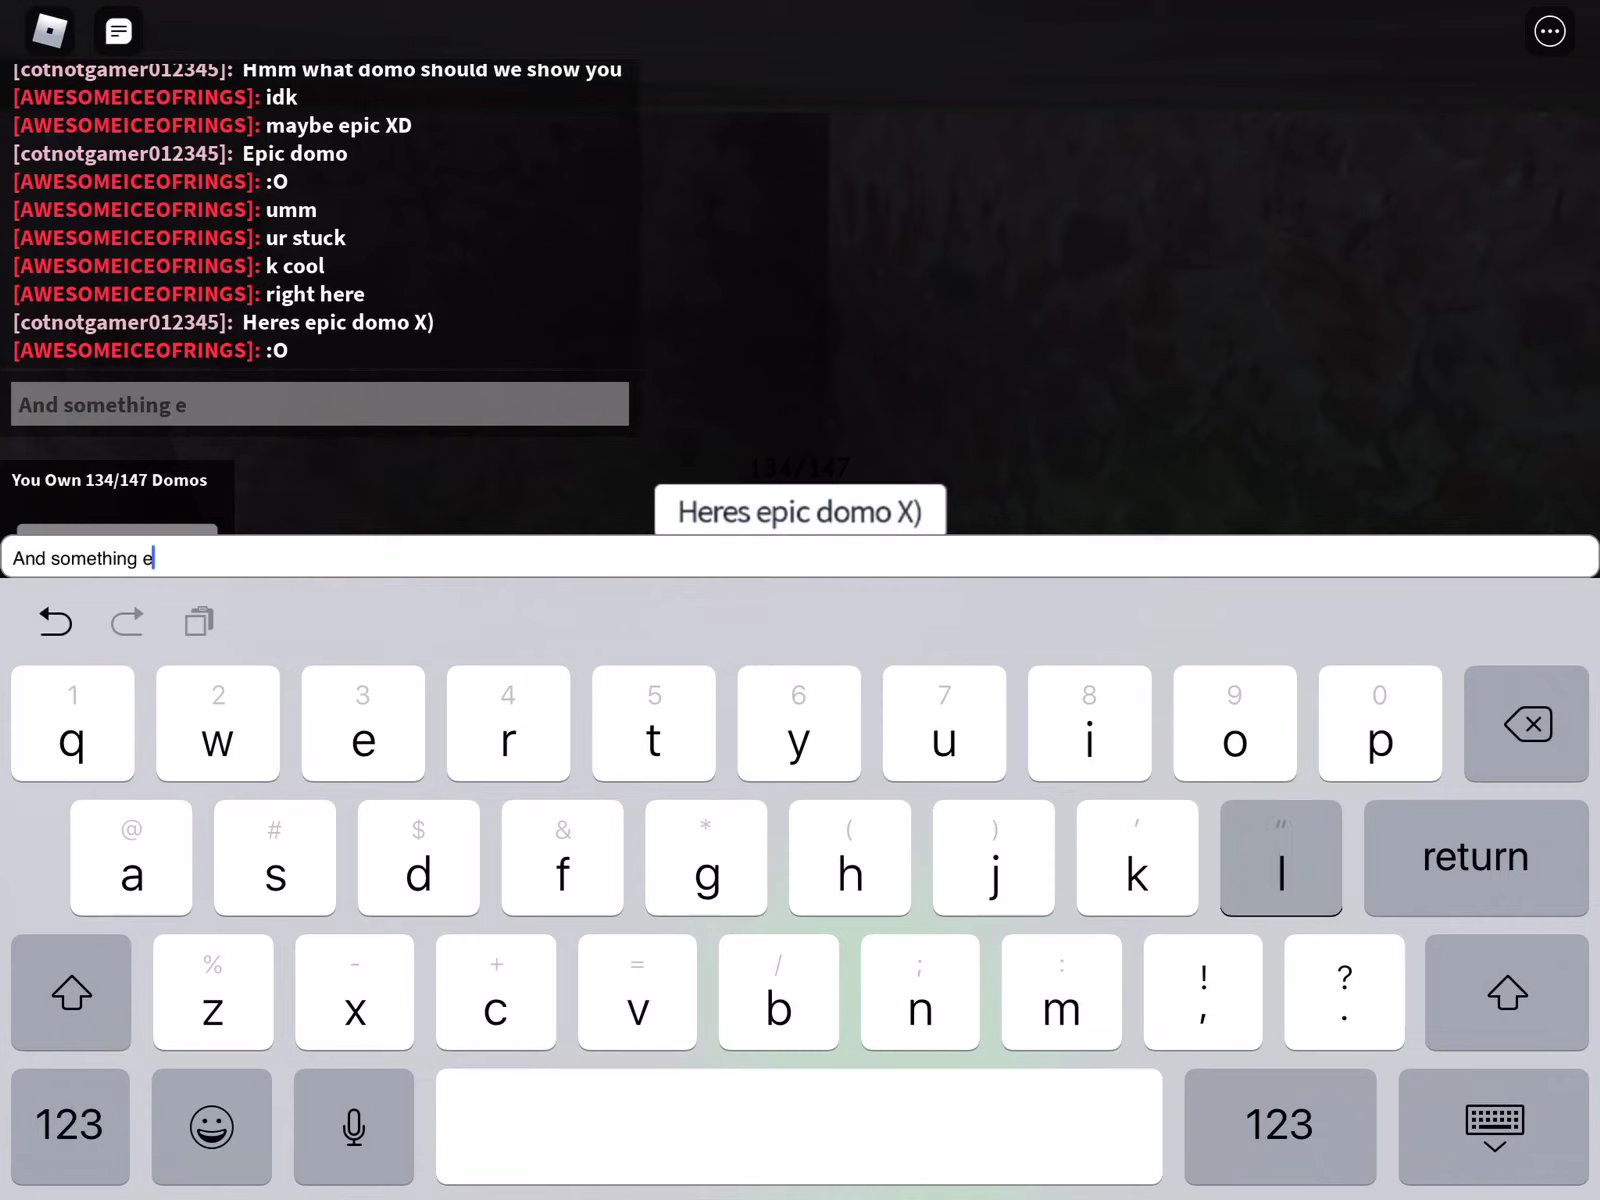 [cotnotgamer012345]: Hmm what domo should we show you
[AWESOMEICEOFRINGS]: idk
[AWESOMEICEOFRINGS]: maybe epic XD
[cotnotgamer012345]: Epic domo
[AWESOMEICEOFRINGS]: :O
[AWESOMEICEOFRINGS]: umm
[AWESOMEICEOFRINGS]: ur stuck
[AWESOMEICEOFRINGS]: k cool
[AWESOMEICEOFRINGS]: right here
[cotnotgamer012345]: Heres epic domo X)
[AWESOMEICEOFRINGS]: :O
And something e
134/147
You Own 134/147 Domos
Heres epic domo X)
And something e
1 2 3 4 5 6 7 8 9 0
q w e r t y u i o p
@ # $ & * ( ) ' "
a s d f g h j k l return
% - + = / ; : ! ?
z x c v b n m , .
123 123